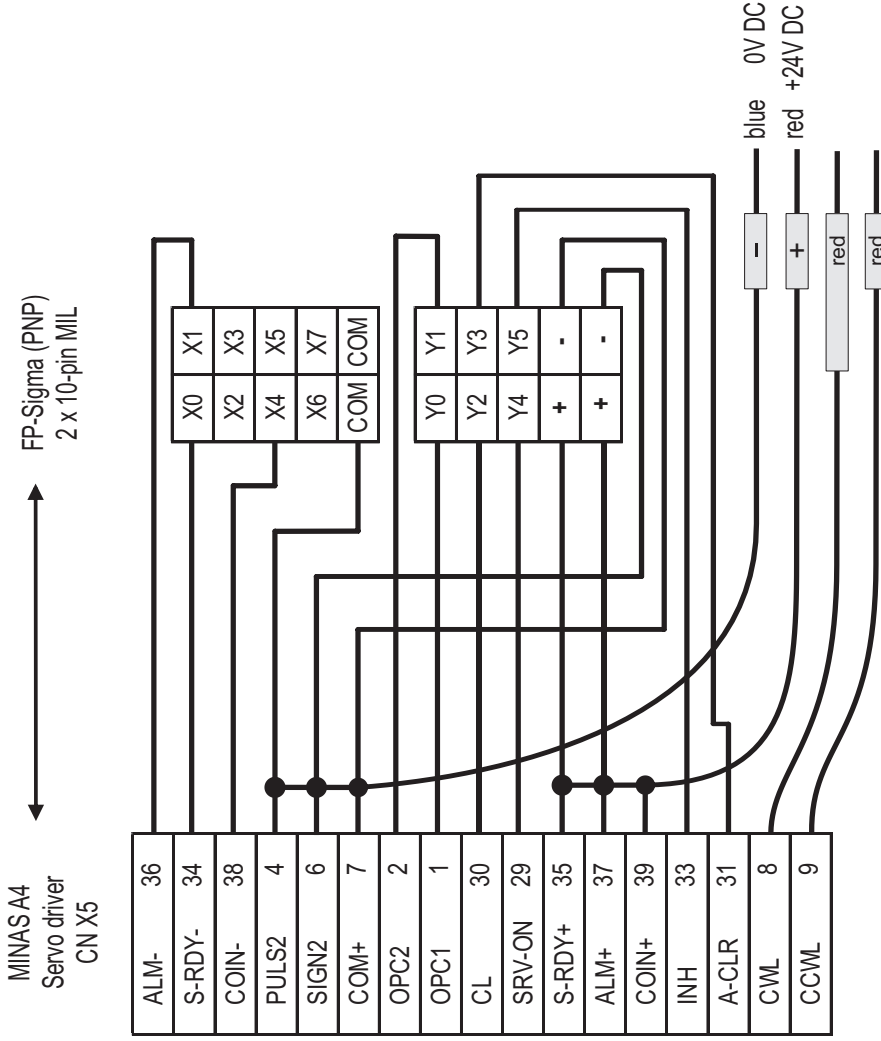 MINAS A4
Servo driver
CN X5
FP-Sigma (PNP)
2 x 10-pin MIL
ALM- 36
S-RDY- 34
COIN- 38
PULS2 4
SIGN2 6
COM+ 7
OPC2 2
OPC1 1
CL 30
SRV-ON 29
S-RDY+ 35
ALM+ 37
COIN+ 39
INH 33
A-CLR 31
CWL 8
CCWL 9
X0 X1
X2 X3
X4 X5
X6 X7
COM COM
Y0 Y1
Y2 Y3
Y4 Y5
+ -
+ -
- blue 0V DC
+ red +24V DC
red
red